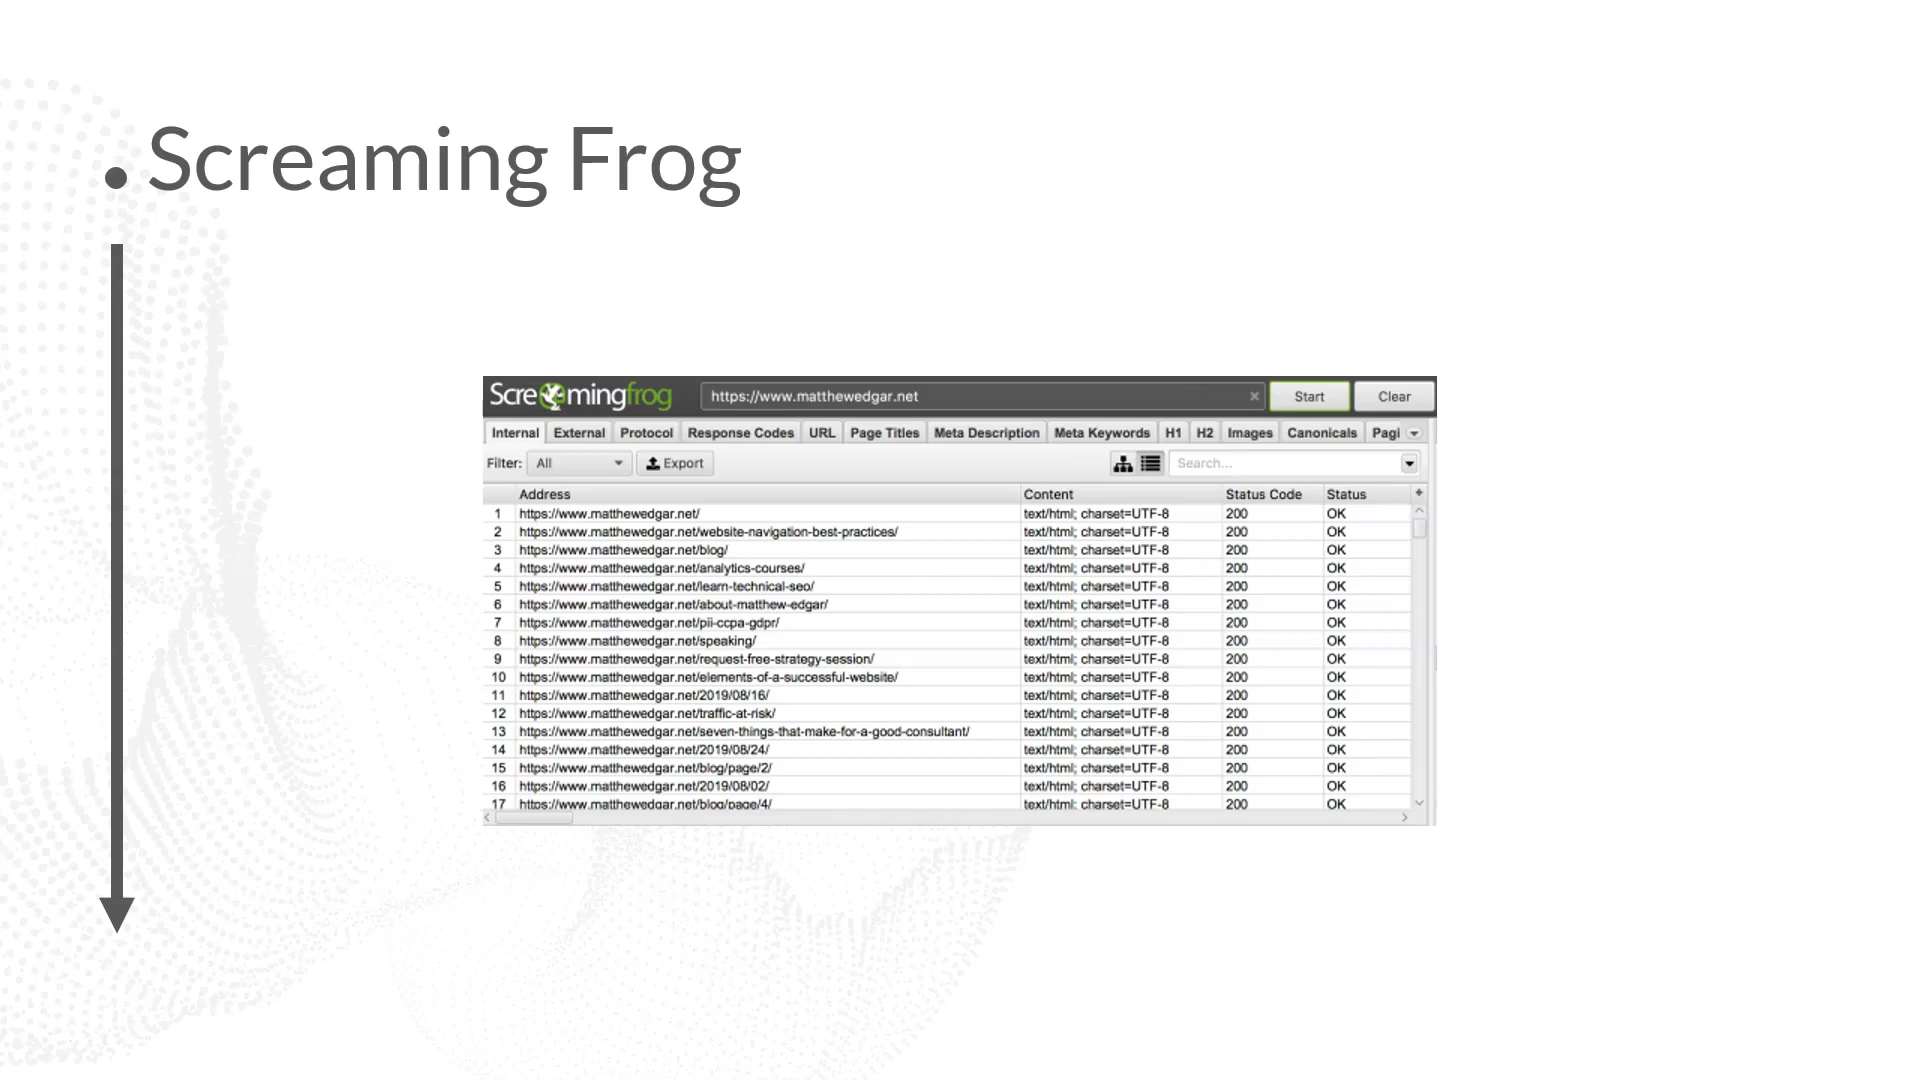 • Screaming Frog
Screamingfrog https://www.matthewedgar.net × Start Clear
Internal External Protocol Response Codes URL Page Titles Meta Description Meta Keywords H1 H2 Images Canonicals Pagi
Filter: All Export Search...
Address Content Status Code Status +
1 https://www.matthewedgar.net/ text/html; charset=UTF-8 200 OK
2 https://www.matthewedgar.net/website-navigation-best-practices/ text/html; charset=UTF-8 200 OK
3 https://www.matthewedgar.net/blog/ text/html; charset=UTF-8 200 OK
4 https://www.matthewedgar.net/analytics-courses/ text/html; charset=UTF-8 200 OK
5 https://www.matthewedgar.net/learn-technical-seo/ text/html; charset=UTF-8 200 OK
6 https://www.matthewedgar.net/about-matthew-edgar/ text/html; charset=UTF-8 200 OK
7 https://www.matthewedgar.net/pii-ccpa-gdpr/ text/html; charset=UTF-8 200 OK
8 https://www.matthewedgar.net/speaking/ text/html; charset=UTF-8 200 OK
9 https://www.matthewedgar.net/request-free-strategy-session/ text/html; charset=UTF-8 200 OK
10 https://www.matthewedgar.net/elements-of-a-successful-website/ text/html; charset=UTF-8 200 OK
11 https://www.matthewedgar.net/2019/08/16/ text/html; charset=UTF-8 200 OK
12 https://www.matthewedgar.net/traffic-at-risk/ text/html; charset=UTF-8 200 OK
13 https://www.matthewedgar.net/seven-things-that-make-for-a-good-consultant/ text/html; charset=UTF-8 200 OK
14 https://www.matthewedgar.net/2019/08/24/ text/html; charset=UTF-8 200 OK
15 https://www.matthewedgar.net/blog/page/2/ text/html; charset=UTF-8 200 OK
16 https://www.matthewedgar.net/2019/08/02/ text/html; charset=UTF-8 200 OK
17 https://www.matthewedgar.net/blog/page/4/ text/html; charset=UTF-8 200 OK